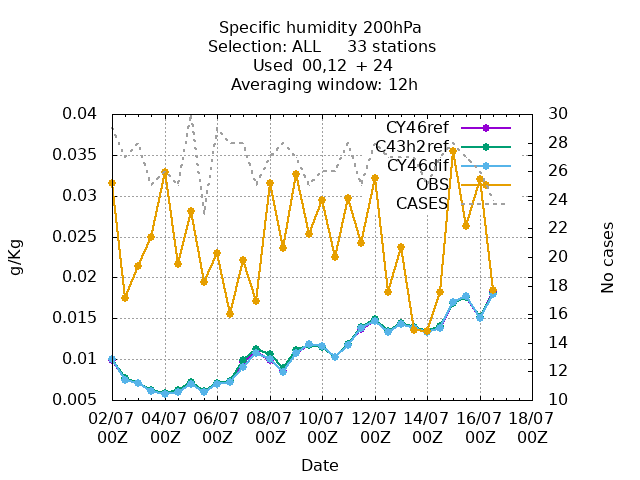 Specific humidity 200hPa
Selection: ALL     33 stations
Used  00,12  + 24
Averaging window: 12h
0.04
0.035
0.03
0.025
0.02
0.015
0.01
0.005
g/Kg
CY46ref
C43h2ref
CY46dif
OBS
CASES
30
28
26
24
22
20
18
16
14
12
10
No cases
02/07 04/07 06/07 08/07 10/07 12/07 14/07 16/07 18/07
00Z 00Z 00Z 00Z 00Z 00Z 00Z 00Z 00Z
Date